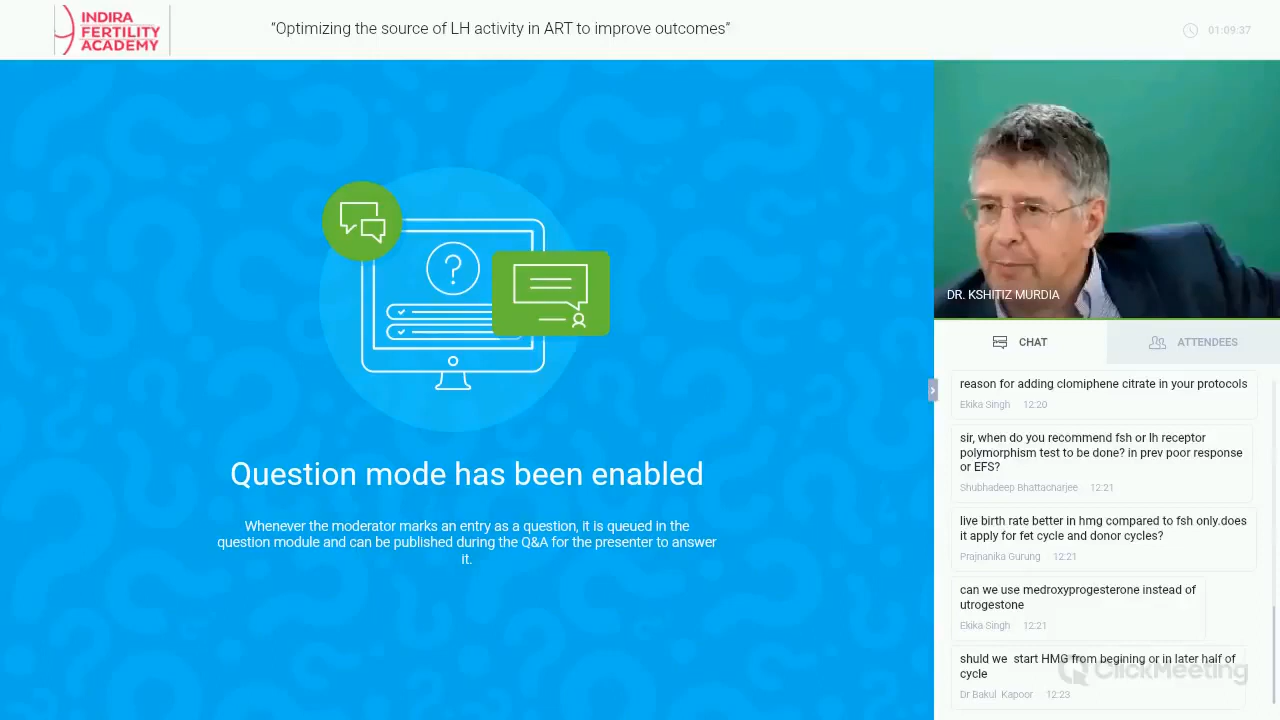 INDIRA
FERTILITY
ACADEMY
“Optimizing the source of LH activity in ART to improve outcomes”
01:09:37
?
Question mode has been enabled
Whenever the moderator marks an entry as a question, it is queued in the
question module and can be published during the Q&A for the presenter to answer
it.
DR. KSHITIZ MURDIA
CHAT
ATTENDEES
reason for adding clomiphene citrate in your protocols
Ekika Singh 12:20
sir, when do you recommend fsh or lh receptor
polymorphism test to be done? in prev poor response
or EFS?
Shubhadeep Bhattacharjee 12:21
live birth rate better in hmg compared to fsh only.does
it apply for fet cycle and donor cycles?
Prajnanika Gurung 12:21
can we use medroxyprogesterone instead of
utrogestone
Ekika Singh 12:21
shuld we start HMG from begining or in later half of
cycle
Dr Bakul Kapoor 12:23
ClickMeeting